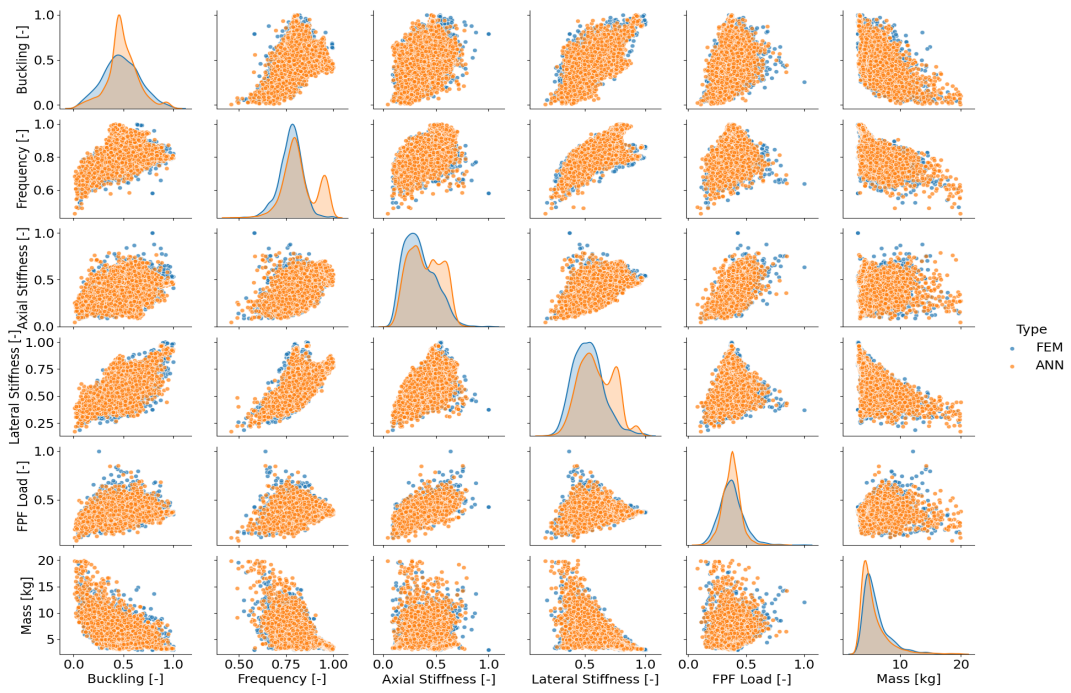 Buckling [-]
1.0
0.5
0.0
Frequency [-]
1.0
0.8
0.6
Axial Stiffness [-]
1.0
0.5
0.0
Lateral Stiffness [-]
1.00
0.75
0.50
0.25
FPF Load [-]
1.0
0.5
Mass [kg]
20
15
10
5
0.0 0.5 1.0
0.50 0.75 1.00
0.0 0.5 1.0
0.5 1.0
0.0 0.5 1.0
10 20
Buckling [-]
Frequency [-]
Axial Stiffness [-]
Lateral Stiffness [-]
FPF Load [-]
Mass [kg]
Type
FEM
ANN